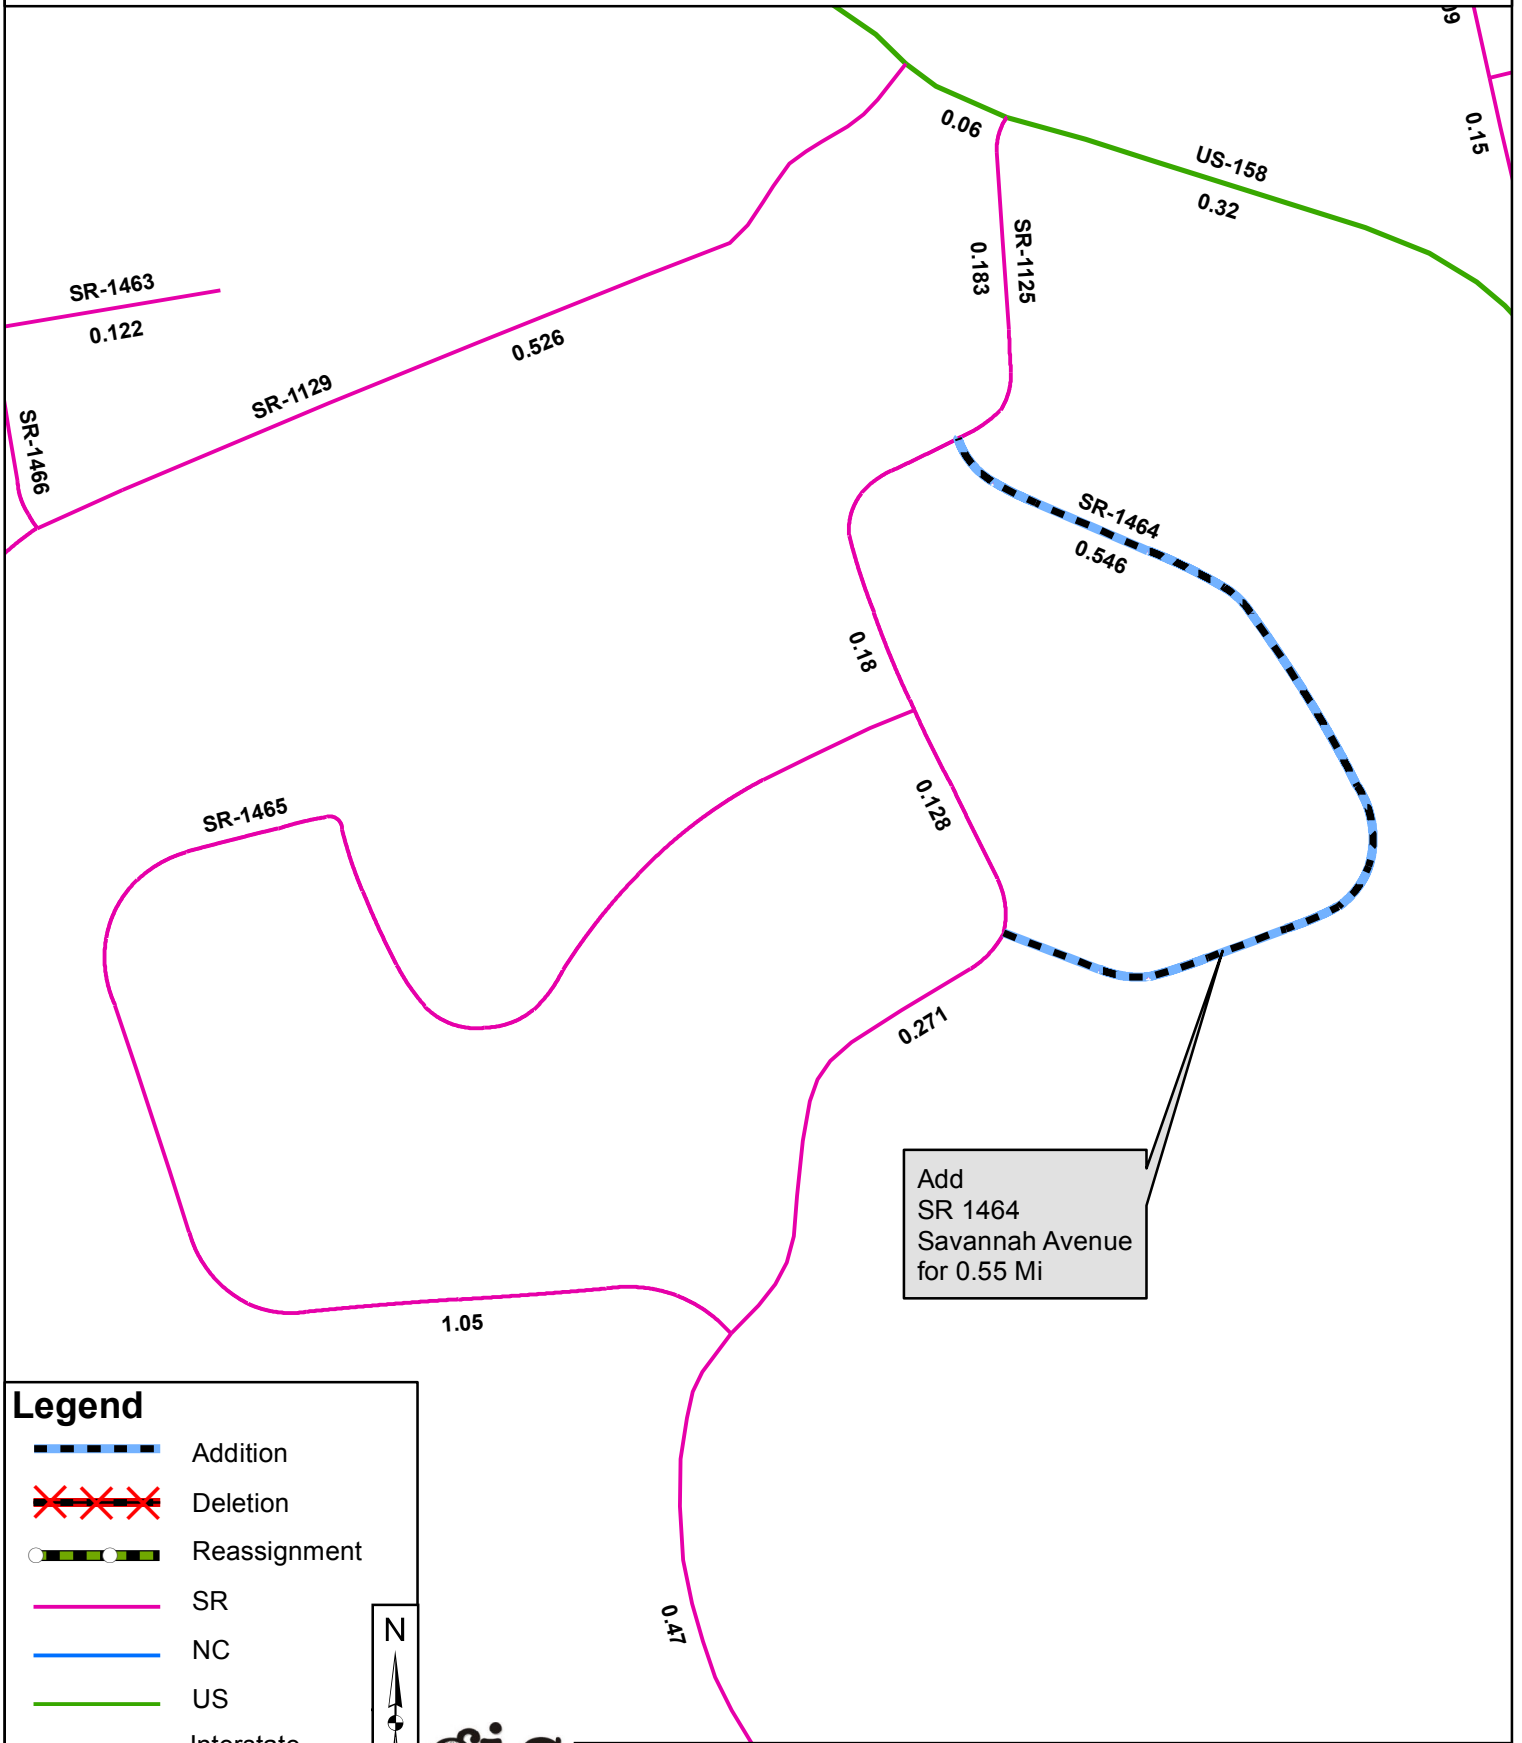 0.06
US-158
0.32
0.15
SR-1125
0.183
SR-1463
0.122
0.526
SR-1129
SR-1466
SR-1464
0.546
0.18
0.128
SR-1465
0.271
Add
SR 1464
Savannah Avenue
for 0.55 Mi
1.05
0.47
Legend
Addition
Deletion
Reassignment
SR
NC
US
Interstate
N